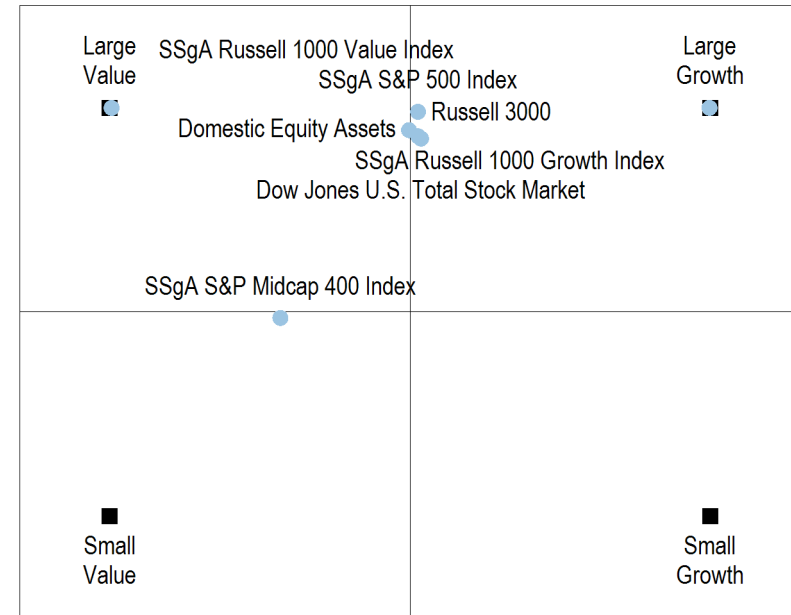 Large
Value
SSgA Russell 1000 Value Index
Large
Growth
SSgA S&P 500 Index
Russell 3000
Domestic Equity Assets
SSgA Russell 1000 Growth Index
Dow Jones U.S. Total Stock Market
SSgA S&P Midcap 400 Index
Small
Value
Small
Growth